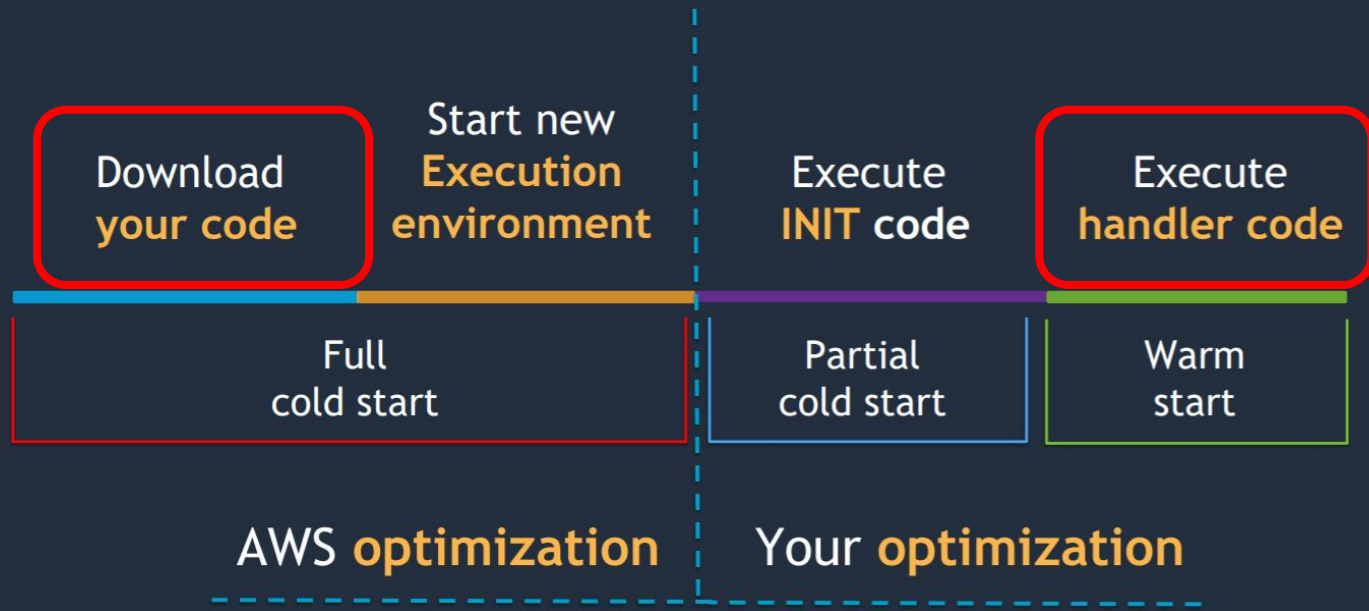 Download
your code
Start new
Execution
environment
Execute
INIT code
Execute
handler code
Full
cold start
Partial
cold start
Warm
start
AWS optimization
Your optimization